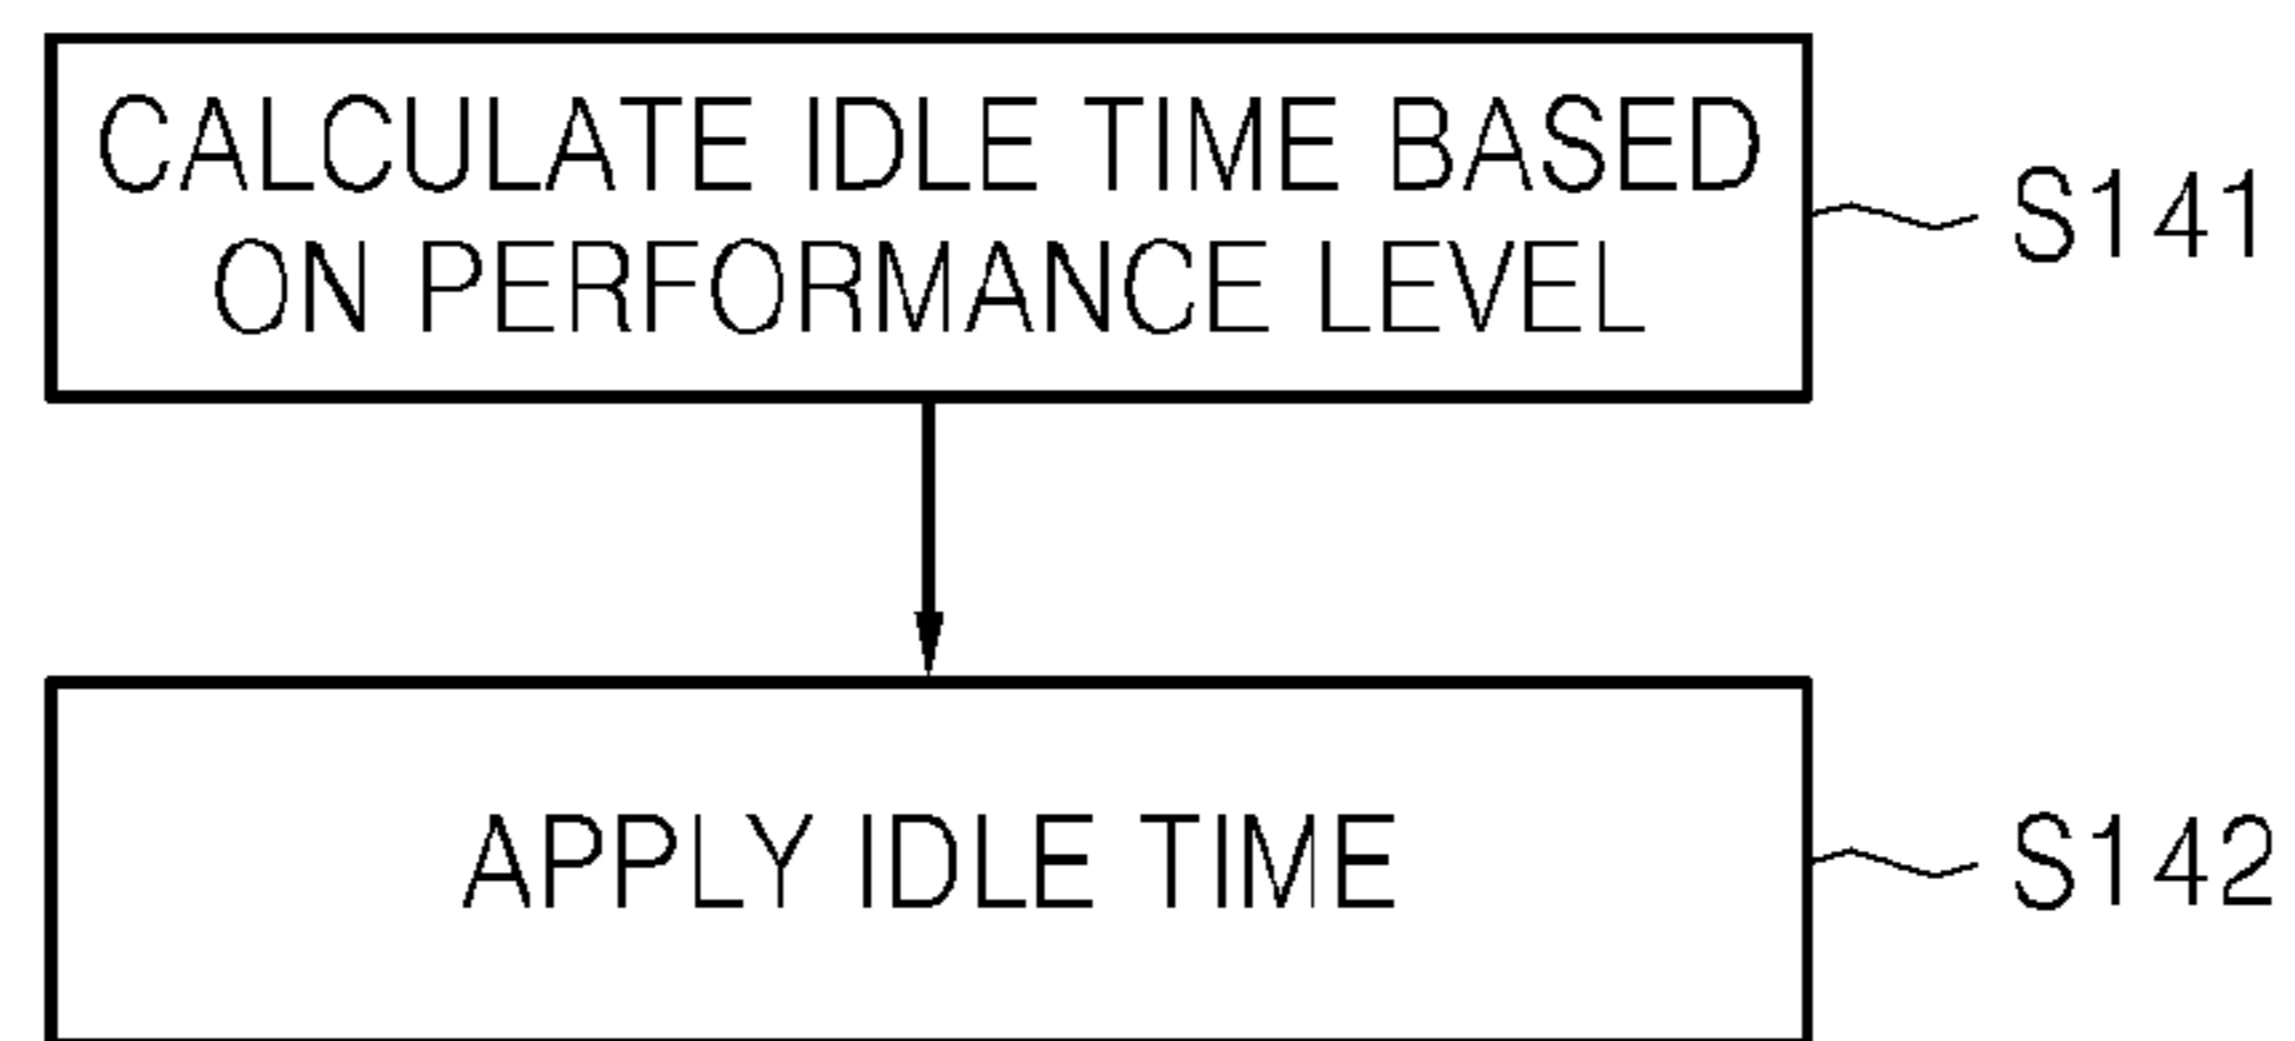 CALCULATE IDLE TIME BASED
ON PERFORMANCE LEVEL
S141
APPLY IDLE TIME
S142